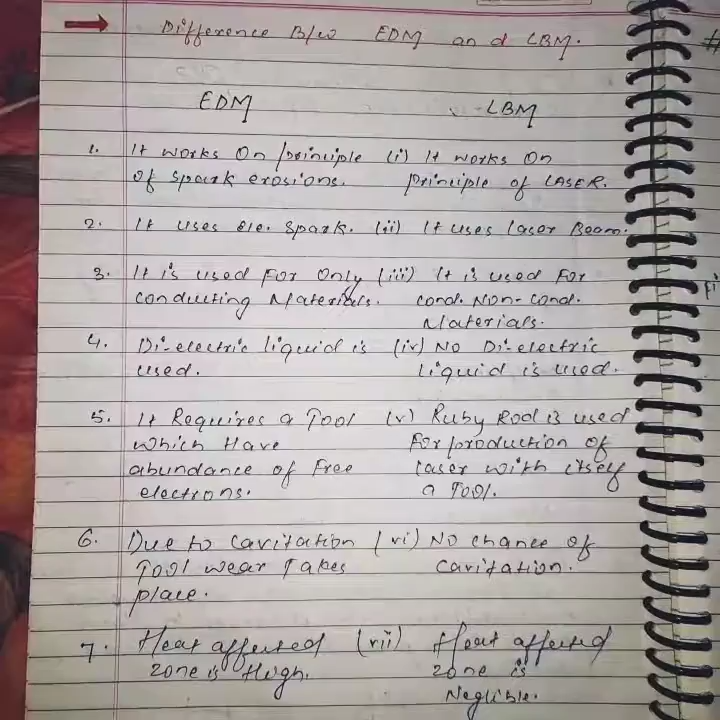 → Difference B/w EDM and LBM.
EDM LBM
1. It works On principle (i) It works On
of spark erosions. principle of LASER.
2. It uses ele. spark. (ii) It uses laser Beam.
3. It is used For Only (iii) It is used For
conducting Materials. cond. Non-cond.
Materials.
4. Di-electric liquid is (iv) No Di-electric
used. liquid is used.
5. It Requires a Tool (v) Ruby Rod is used
which Have For production of
abundance of Free laser with itself
electrons. a Tool.
6. Due to cavitation (vi) No chance of
Tool wear Takes cavitation.
place.
7. Heat affected (vii) Heat affected
zone is High. zone is
Neglible.